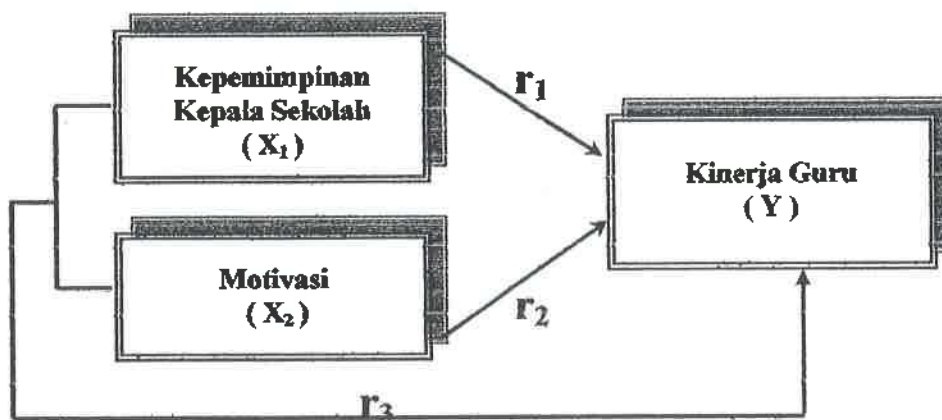 Kepemimpinan
Kepala Sekolah
( X₁ )
r₁
Kinerja Guru
( Y )
Motivasi
( X₂ )
r₂
r₃